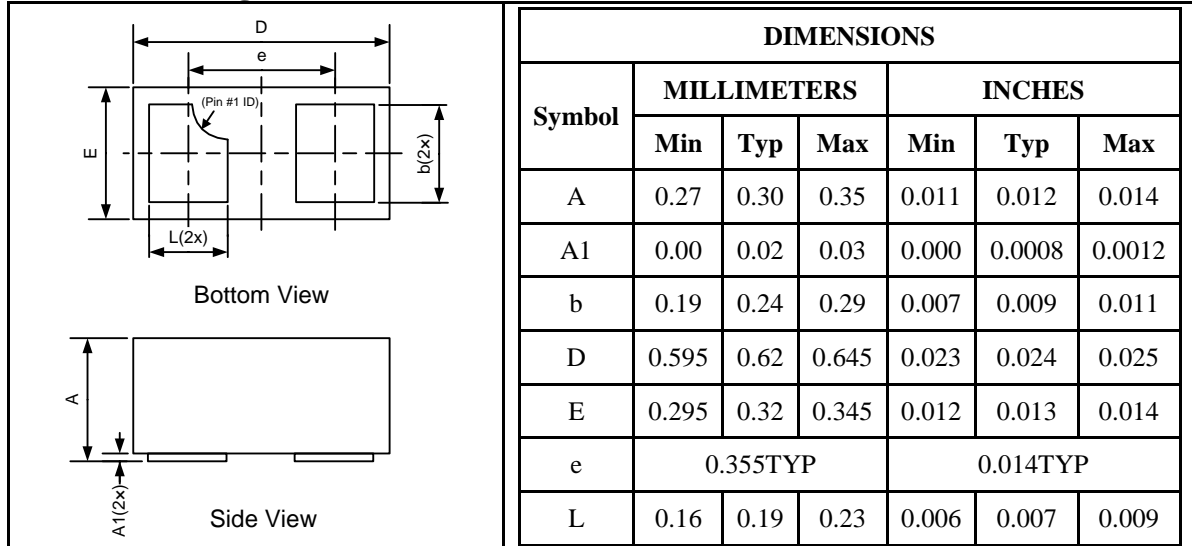 D
e
(Pin #1 ID)
E
b(2×)
L(2x)
Bottom View
A
A1(2×)
Side View
DIMENSIONS
Symbol MILLIMETERS INCHES
Min Typ Max Min Typ Max
A 0.27 0.30 0.35 0.011 0.012 0.014
A1 0.00 0.02 0.03 0.000 0.0008 0.0012
b 0.19 0.24 0.29 0.007 0.009 0.011
D 0.595 0.62 0.645 0.023 0.024 0.025
E 0.295 0.32 0.345 0.012 0.013 0.014
e 0.355TYP 0.014TYP
L 0.16 0.19 0.23 0.006 0.007 0.009